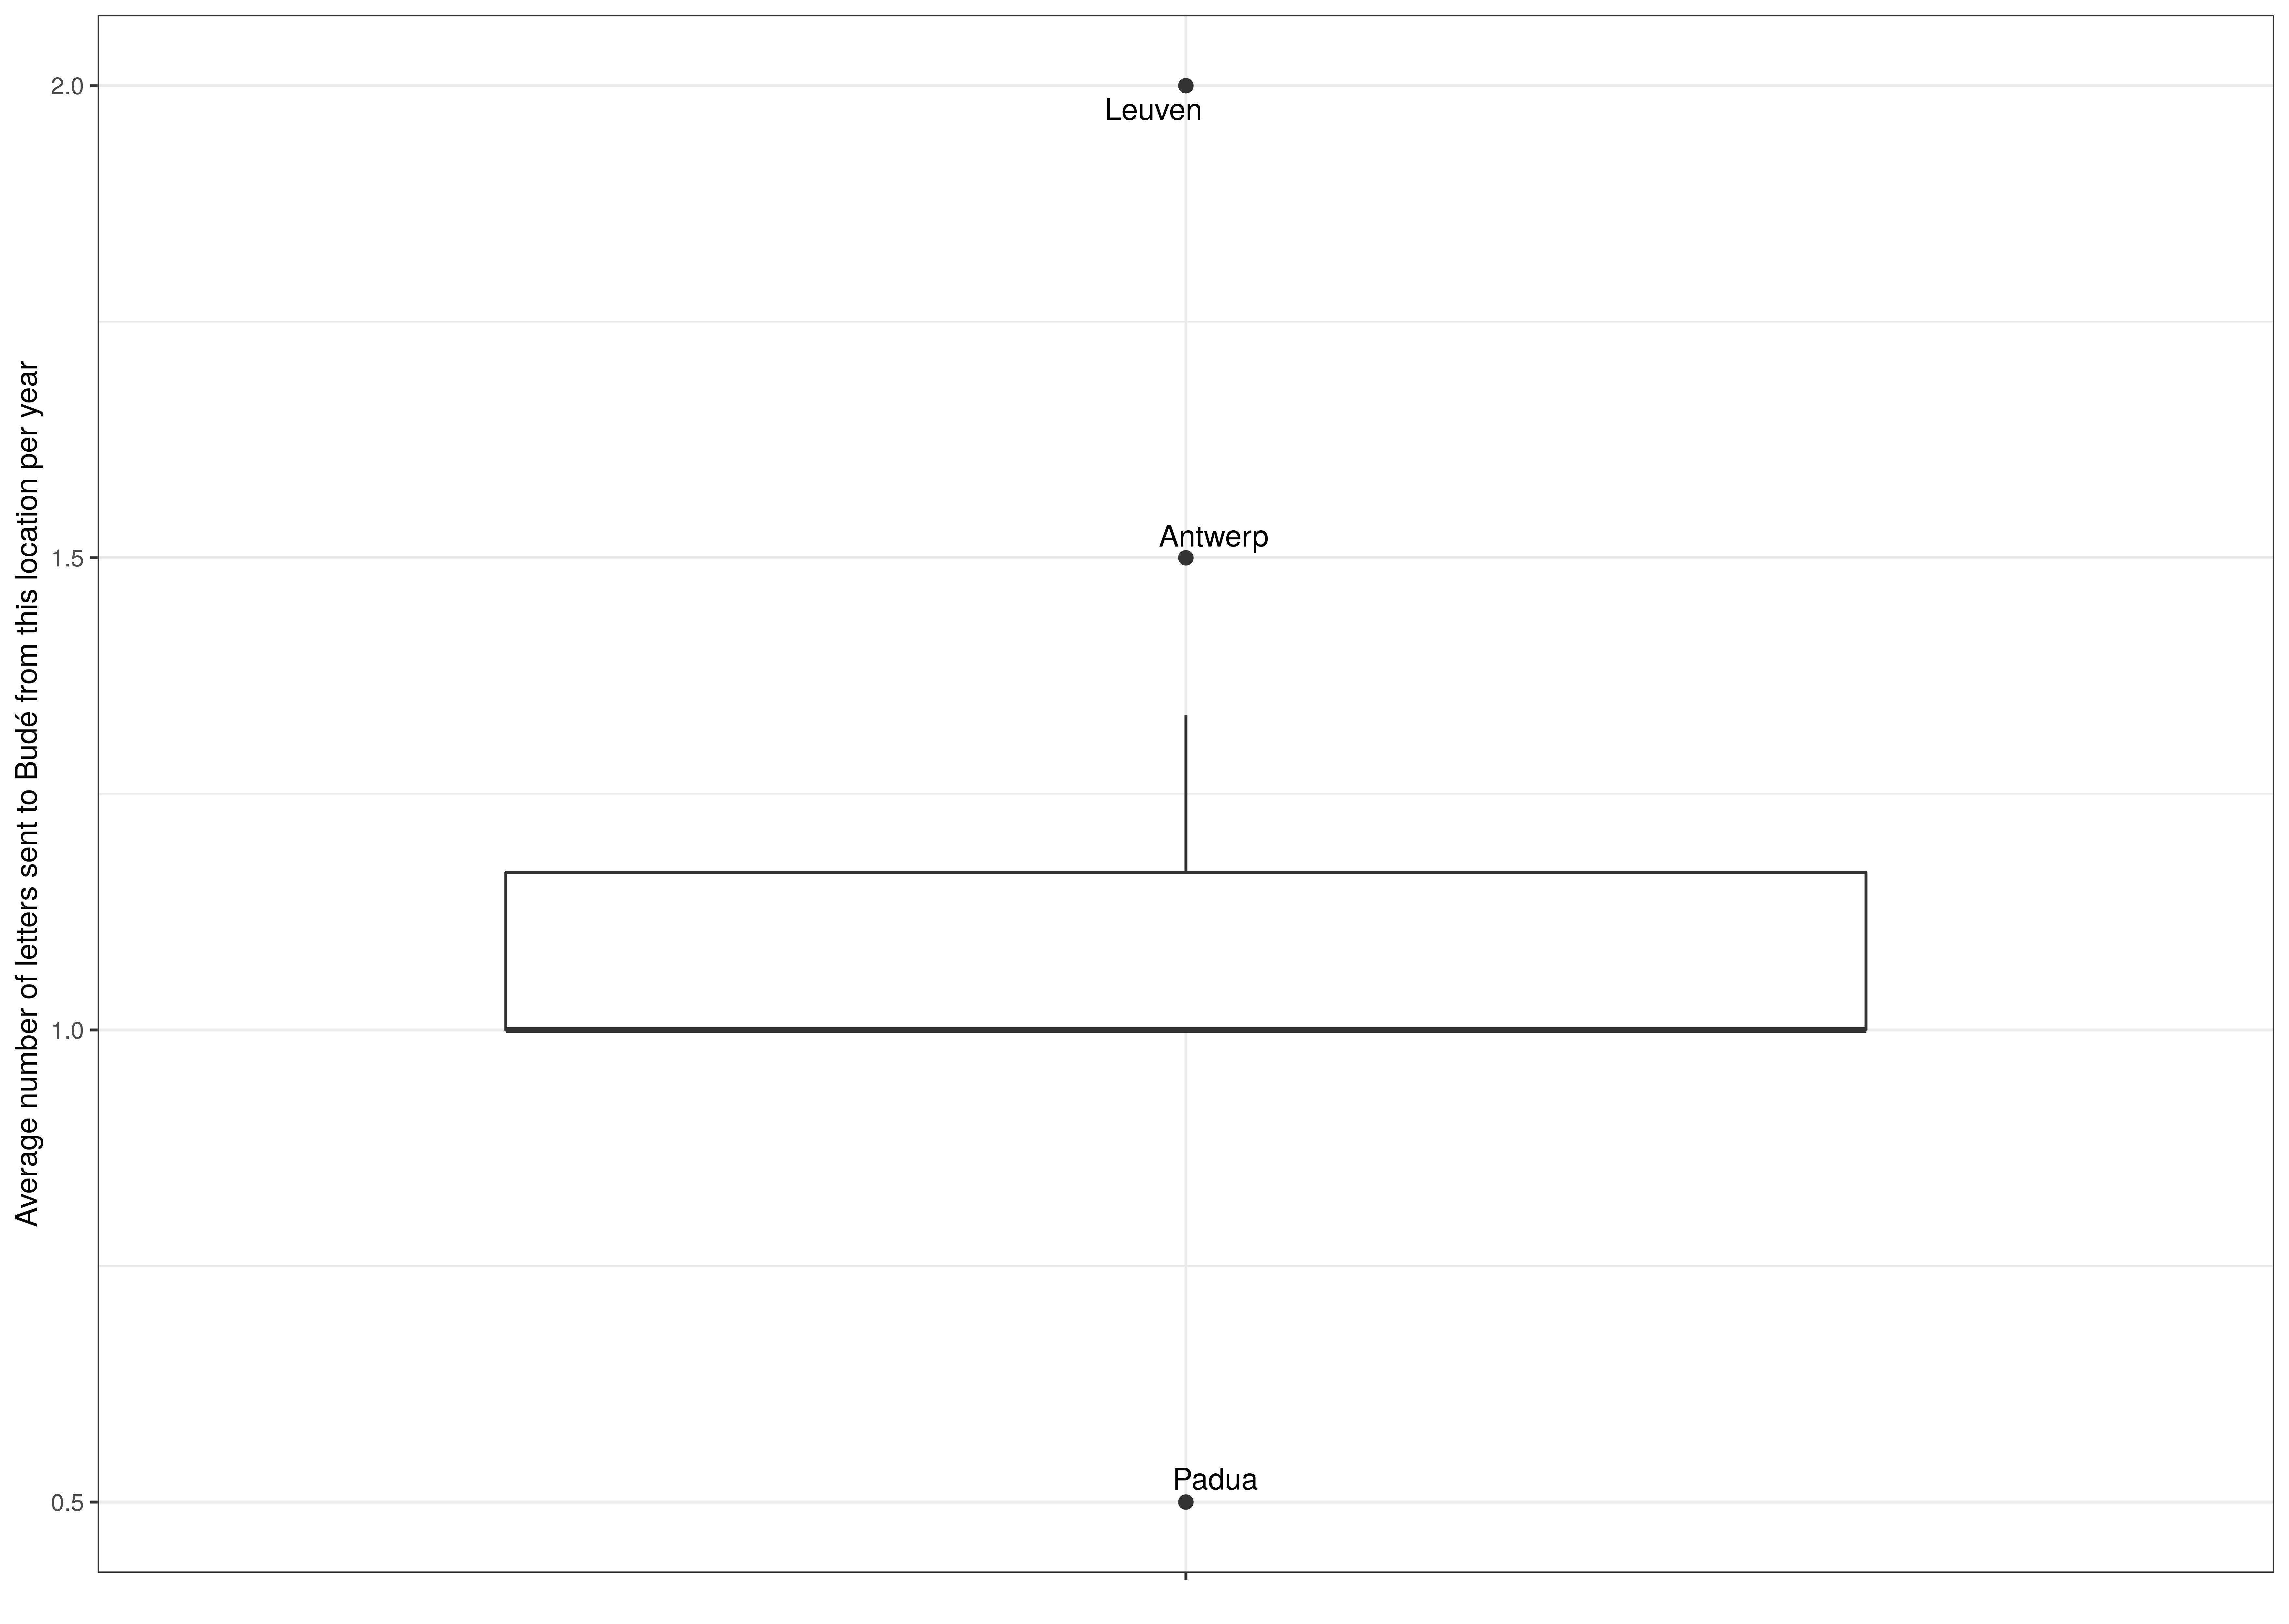 Average number of letters sent to Budé from this location per year
2.0
Leuven
Antwerp
1.5
1.0
Padua
0.5